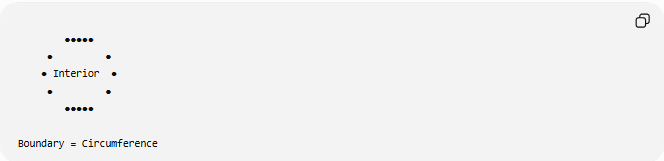 •••••
•         •
• Interior  •
•         •
•••••
Boundary = Circumference